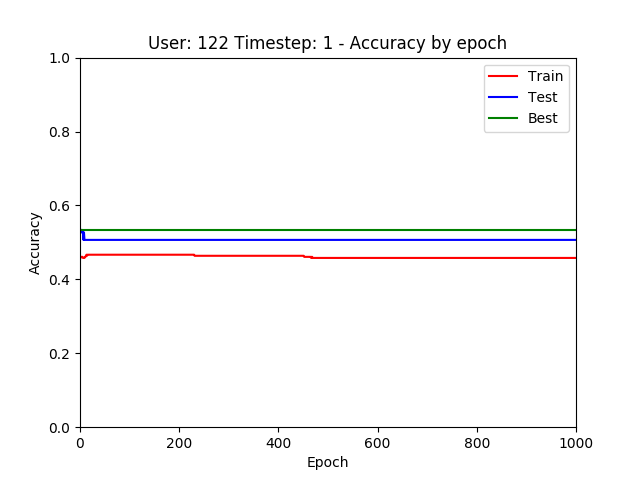 User: 122 Timestep: 1 - Accuracy by epoch
1.0
0.8
0.6
0.4
0.2
0.0
Accuracy
Train
Test
Best
0 200 400 600 800 1000
Epoch